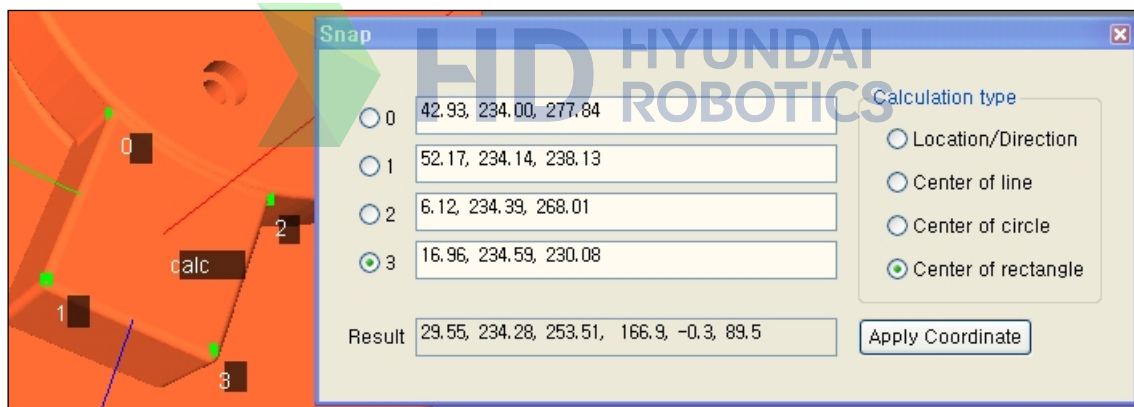 Snap
HD HYUNDAI
ROBOTICS
0 42.93, 234.00, 277.84
1 52.17, 234.14, 238.13
2 6.12, 234.39, 268.01
3 16.96, 234.59, 230.08
Result 29.55, 234.28, 253.51, 166.9, -0.3, 89.5
Calculation type
Location/Direction
Center of line
Center of circle
Center of rectangle
Apply Coordinate
0
2
calc
1
3